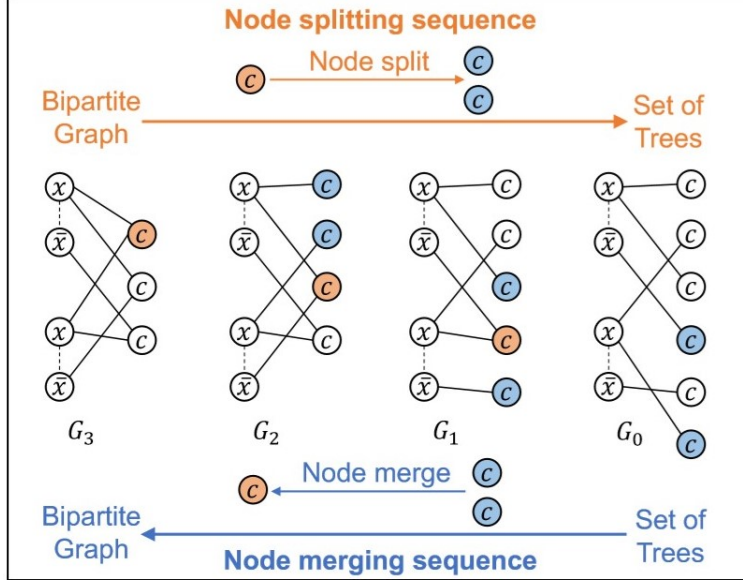 Node splitting sequence
Node split
c
c
c
Bipartite
Graph
Set of
Trees
x
x̄
x
x̄
c
c
c
G₃
x
x̄
x
x̄
c
c
c
c
G₂
x
x̄
x
x̄
c
c
c
c
c
G₁
x
x̄
x
x̄
c
c
c
c
c
c
G₀
Node merge
c
c
c
Bipartite
Graph
Set of
Trees
Node merging sequence